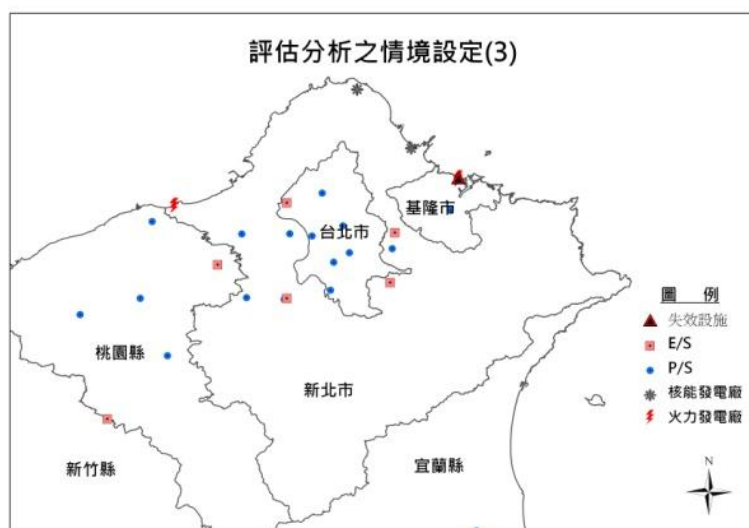 評估分析之情境設定(3)
基隆市
台北市
桃園縣
新北市
新竹縣
宜蘭縣
圖 例
失效設施
E/S
P/S
核能發電廠
火力發電廠
N